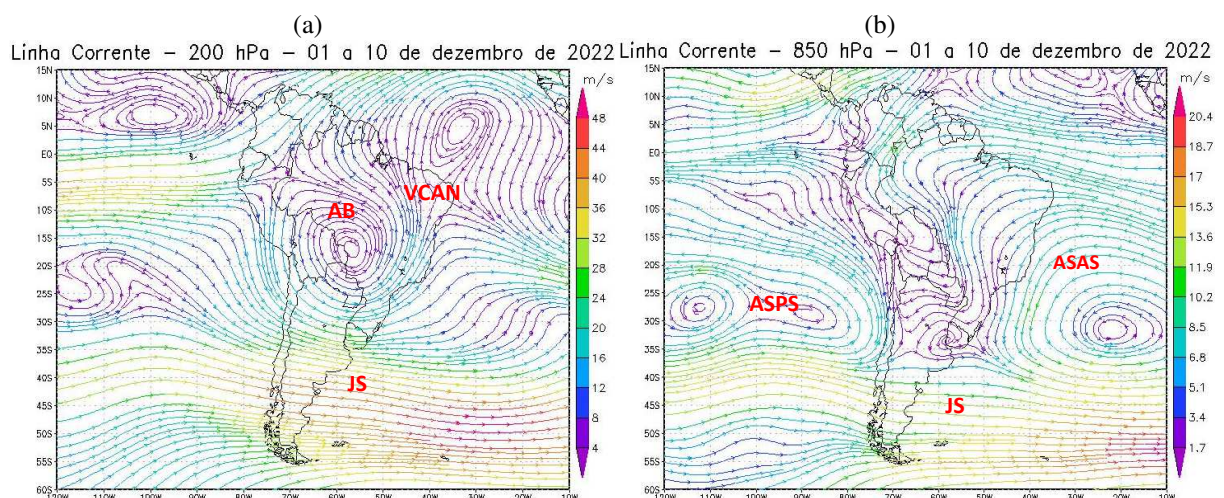 (a)
Linha Corrente - 200 hPa - 01 a 10 de dezembro de 2022
15N
10N
5N
EQ
5S
10S
15S
20S
25S
30S
35S
40S
45S
50S
55S
60S
120W 110W 100W 90W 80W 70W 60W 50W 40W 30W 20W 10W
VCAN
AB
JS
m/s
48
44
40
36
32
28
24
20
16
12
8
4
(b)
Linha Corrente - 850 hPa - 01 a 10 de dezembro de 2022
15N
10N
5N
EQ
5S
10S
15S
20S
25S
30S
35S
40S
45S
50S
55S
60S
120W 110W 100W 90W 80W 70W 60W 50W 40W 30W 20W 10W
ASAS
ASPS
JS
m/s
20.4
18.7
17
15.3
13.6
11.9
10.2
8.5
6.8
5.1
3.4
1.7